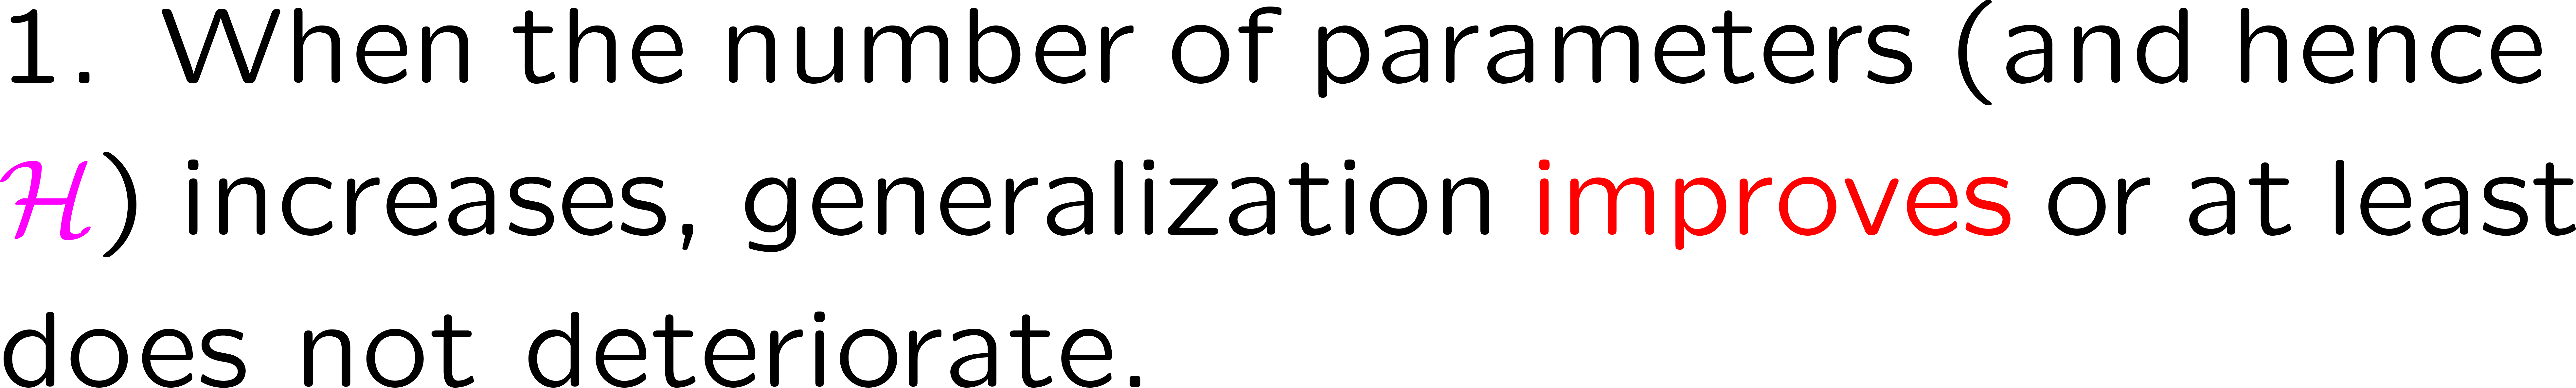 1. When the number of parameters (and hence
ℋ) increases, generalization improves or at least
does not deteriorate.